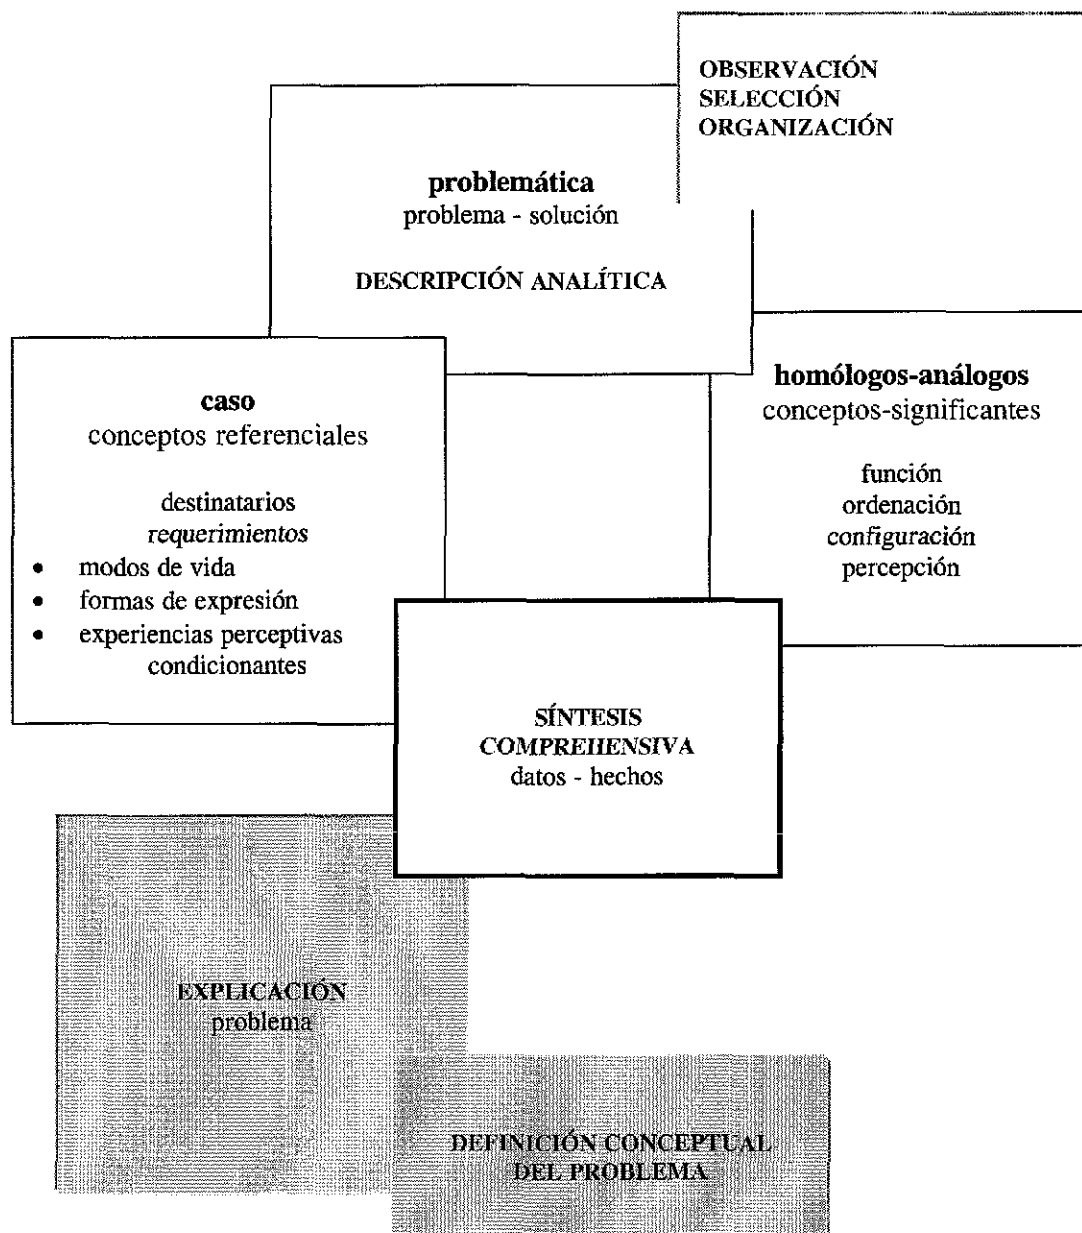 OBSERVACIÓN
SELECCIÓN
ORGANIZACIÓN
problemática
problema - solución
DESCRIPCIÓN ANALÍTICA
caso
conceptos referenciales
destinatarios
requerimientos
• modos de vida
• formas de expresión
• experiencias perceptivas
condicionantes
homólogos-análogos
conceptos-significantes
función
ordenación
configuración
percepción
SÍNTESIS
COMPREHENSIVA
datos - hechos
EXPLICACIÓN
problema
DEFINICIÓN CONCEPTUAL
DEL PROBLEMA